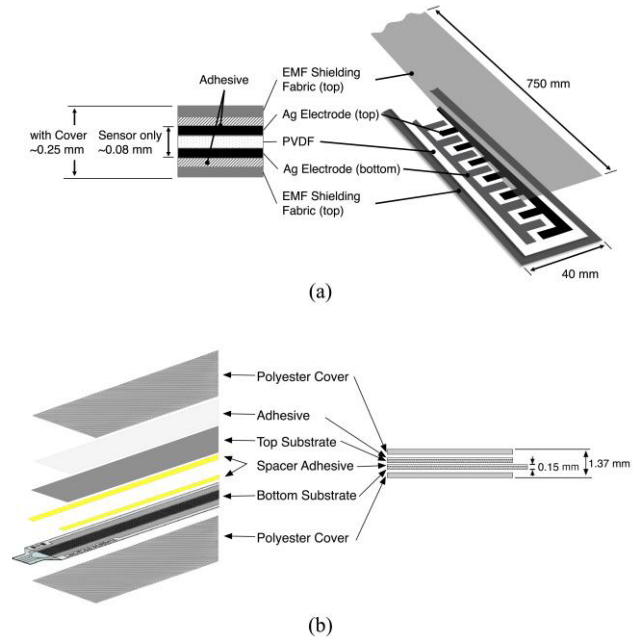 EMF Shielding
Fabric (top)
Adhesive
750 mm
Ag Electrode (top)
with Cover
~0.25 mm
Sensor only
~0.08 mm
PVDF
Ag Electrode (bottom)
EMF Shielding
Fabric (top)
40 mm
(a)
Polyester Cover
Adhesive
Top Substrate
Spacer Adhesive
0.15 mm
1.37 mm
Bottom Substrate
Polyester Cover
(b)